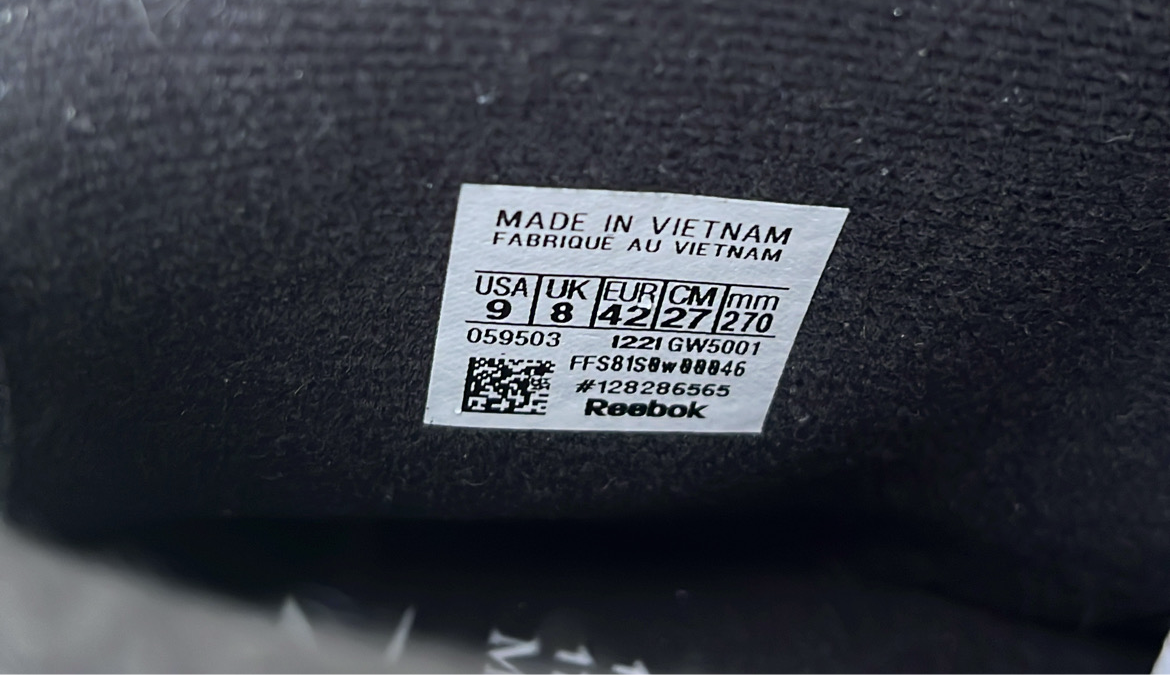 MADE IN VIETNAM
FABRIQUE AU VIETNAM
USA UK EUR CM mm
9 8 42 27 270
059503 1221 GW5001
#128286565
Reebok